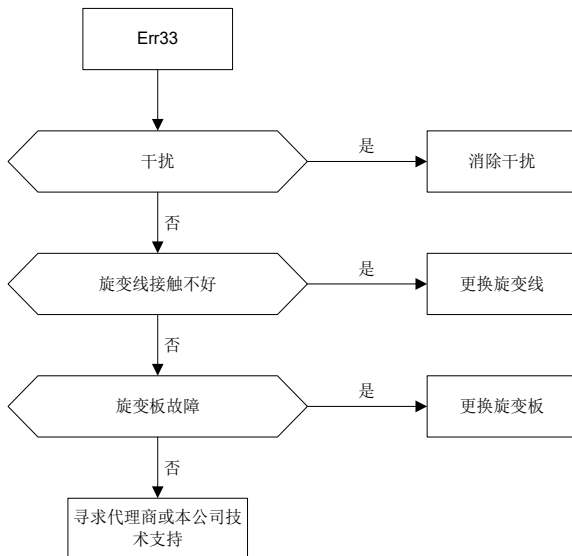 Err33
干扰
是
消除干扰
否
旋变线接触不好
是
更换旋变线
否
旋变板故障
是
更换旋变板
否
寻求代理商或本公司技
术支持